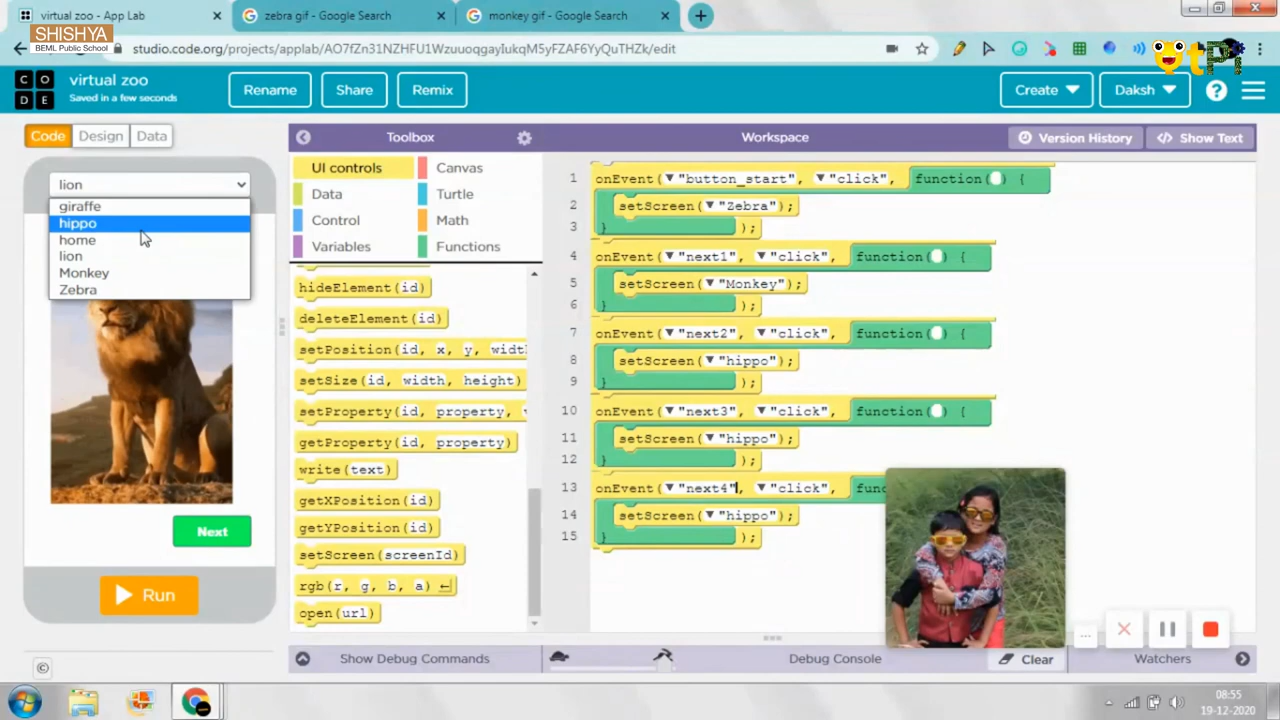 virtual zoo - App Lab
zebra gif - Google Search
monkey gif - Google Search
SHISHYA
BEML Public School
studio.code.org/projects/applab/AO7fZn31NZHFU1WzuuoqgaylukqM5yFZAF6YyQuTHZk/edit
utPi
C O
D E
virtual zoo
Saved in a few seconds
Rename
Share
Remix
Create
Daksh
?
Code
Design
Data
Toolbox
Workspace
Version History
</> Show Text
lion
giraffe
hippo
home
lion
Monkey
Zebra
Next
Run
UI controls
Canvas
Data
Turtle
Control
Math
Variables
Functions
hideElement(id)
deleteElement(id)
setPosition(id, x, y, widt
setSize(id, width, height)
setProperty(id, property,
getProperty(id, property)
write(text)
getXPosition(id)
getYPosition(id)
setScreen(screenId)
rgb(r, g, b, a)
open(url)
1 onEvent( "button_start", "click", function( ) {
2 setScreen( "Zebra");
3 } );
4 onEvent( "next1", "click", function( ) {
5 setScreen( "Monkey");
6 } );
7 onEvent( "next2", "click", function( ) {
8 setScreen( "hippo");
9 } );
10 onEvent( "next3", "click", function( ) {
11 setScreen( "hippo");
12 } );
13 onEvent( "next4", "click", func
14 setScreen( "hippo");
15 } );
...
Show Debug Commands
Debug Console
Clear
Watchers
©
08:55
19-12-2020